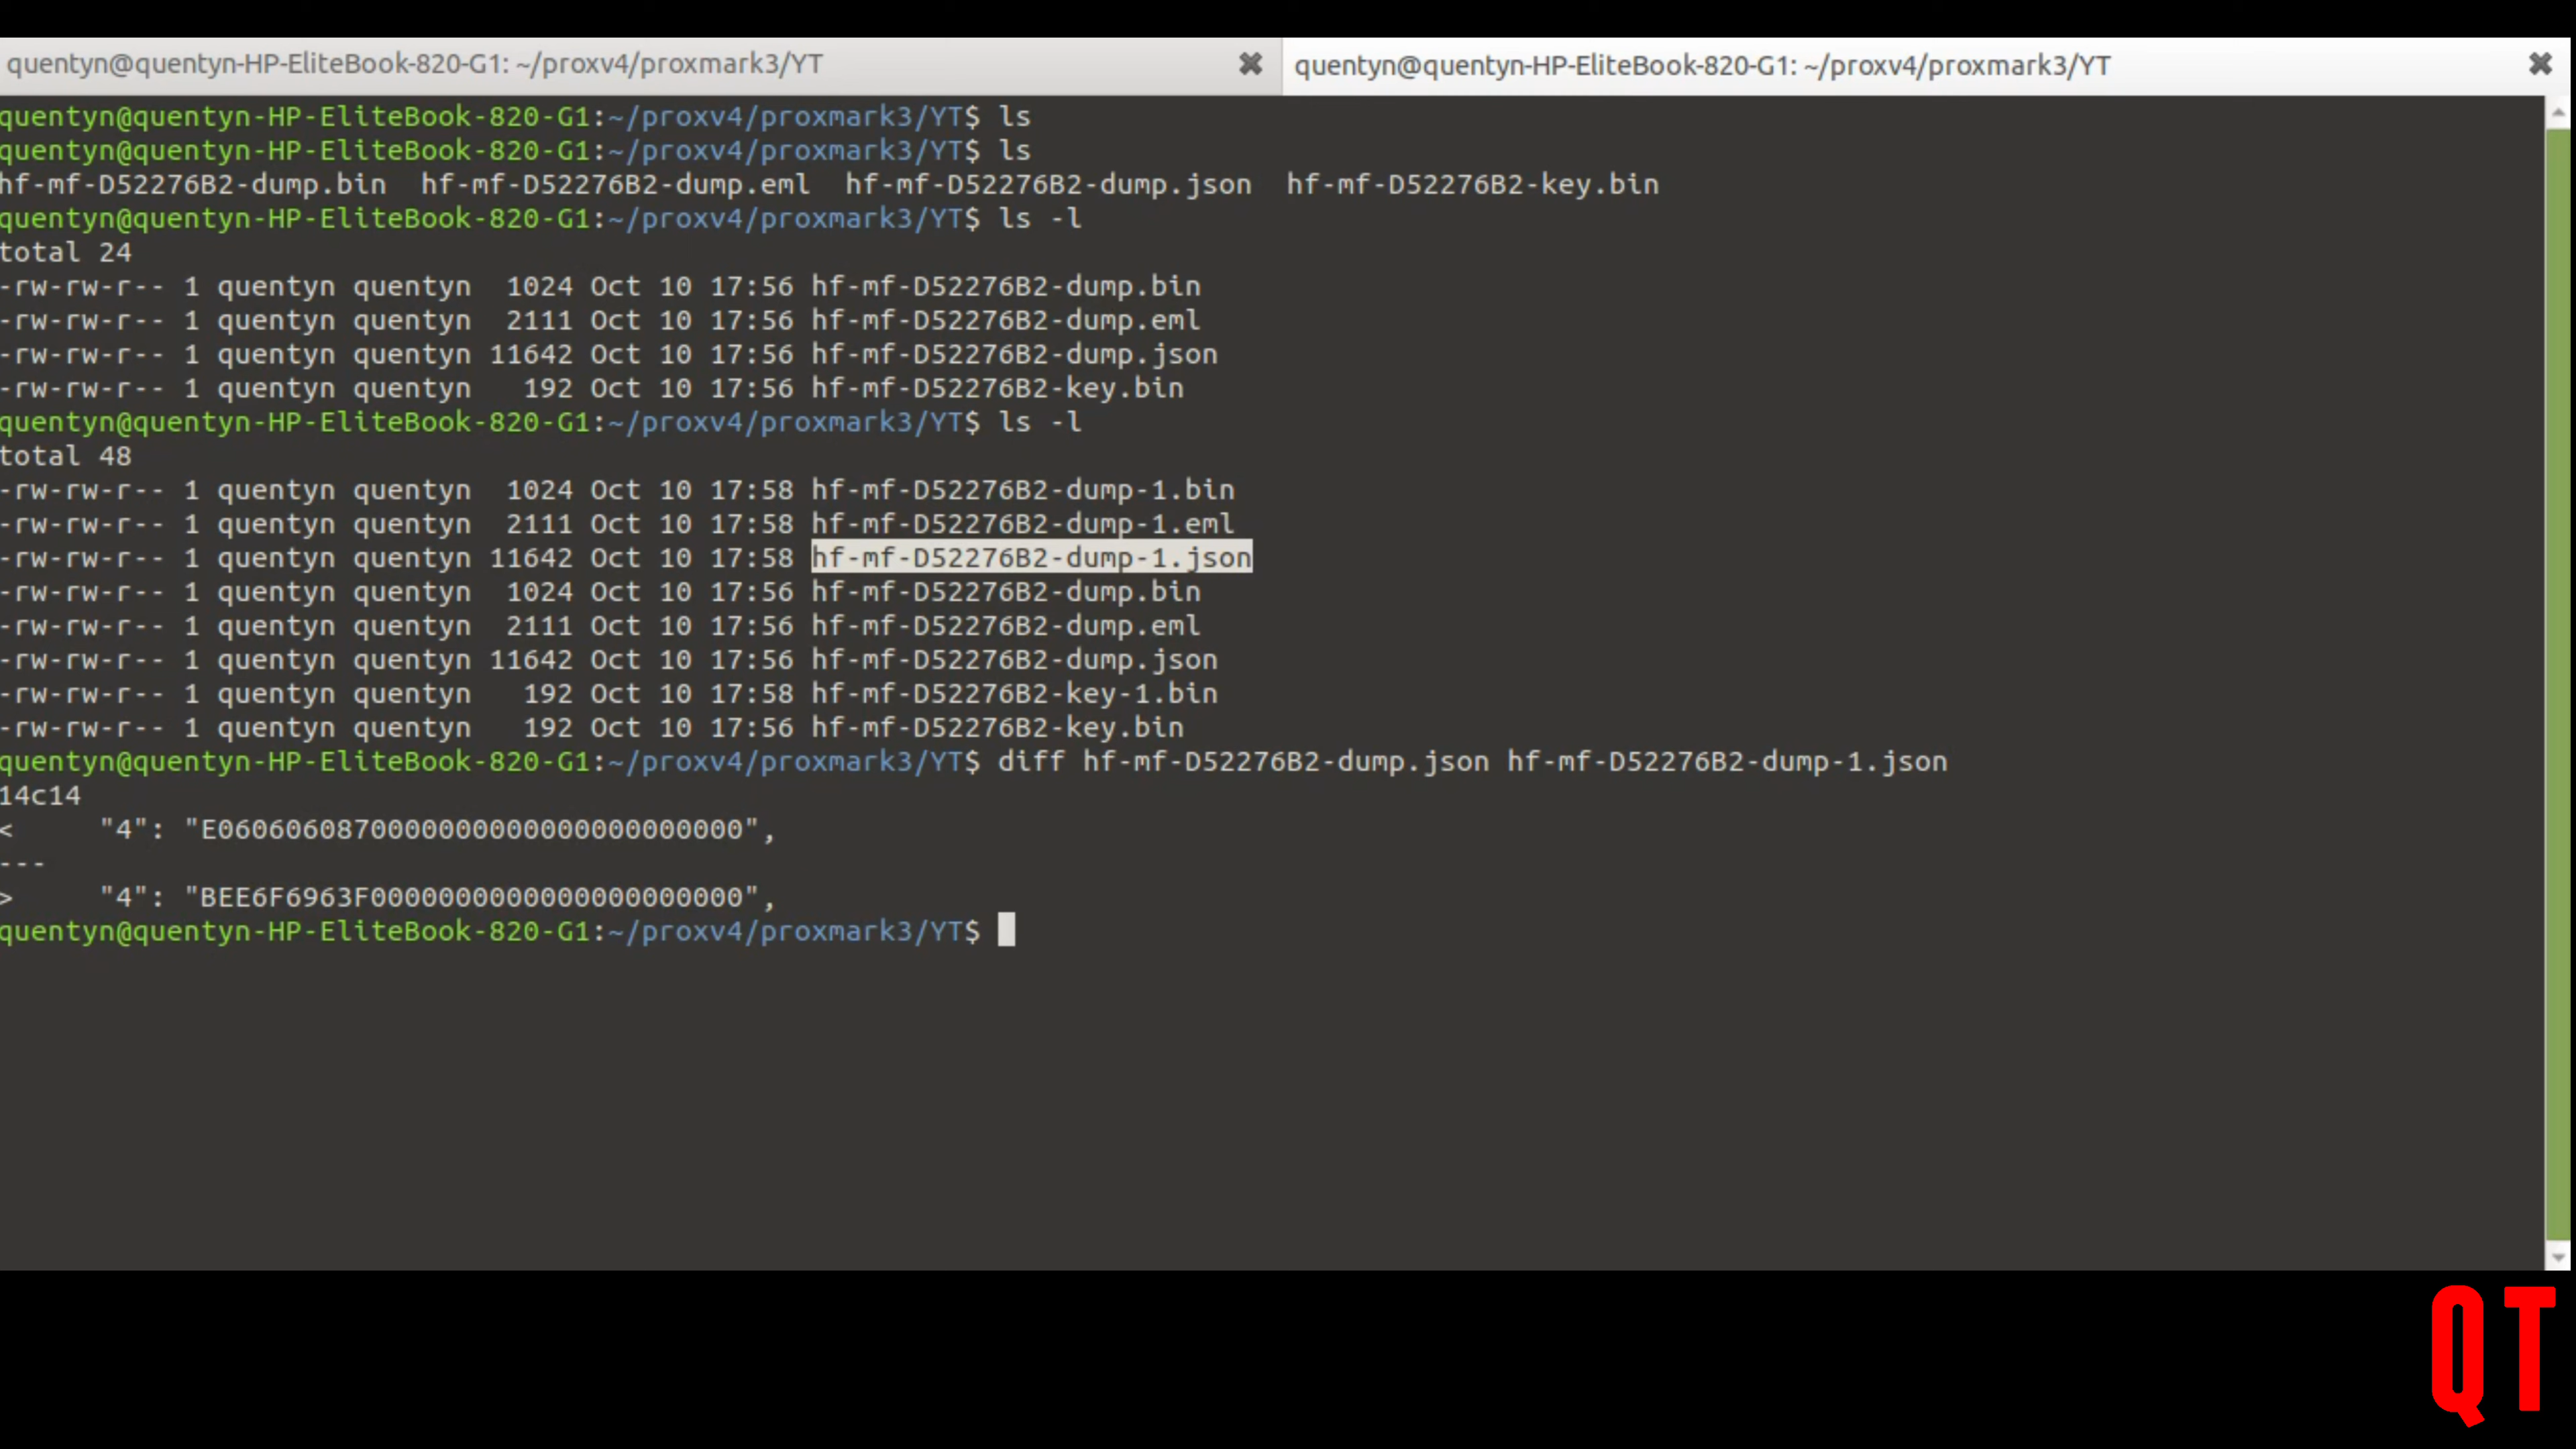 quentyn@quentyn-HP-EliteBook-820-G1: ~/proxv4/proxmark3/YT
quentyn@quentyn-HP-EliteBook-820-G1: ~/proxv4/proxmark3/YT
quentyn@quentyn-HP-EliteBook-820-G1:~/proxv4/proxmark3/YT$ ls
quentyn@quentyn-HP-EliteBook-820-G1:~/proxv4/proxmark3/YT$ ls
hf-mf-D52276B2-dump.bin  hf-mf-D52276B2-dump.eml  hf-mf-D52276B2-dump.json  hf-mf-D52276B2-key.bin
quentyn@quentyn-HP-EliteBook-820-G1:~/proxv4/proxmark3/YT$ ls -l
total 24
-rw-rw-r-- 1 quentyn quentyn  1024 Oct 10 17:56 hf-mf-D52276B2-dump.bin
-rw-rw-r-- 1 quentyn quentyn  2111 Oct 10 17:56 hf-mf-D52276B2-dump.eml
-rw-rw-r-- 1 quentyn quentyn 11642 Oct 10 17:56 hf-mf-D52276B2-dump.json
-rw-rw-r-- 1 quentyn quentyn   192 Oct 10 17:56 hf-mf-D52276B2-key.bin
quentyn@quentyn-HP-EliteBook-820-G1:~/proxv4/proxmark3/YT$ ls -l
total 48
-rw-rw-r-- 1 quentyn quentyn  1024 Oct 10 17:58 hf-mf-D52276B2-dump-1.bin
-rw-rw-r-- 1 quentyn quentyn  2111 Oct 10 17:58 hf-mf-D52276B2-dump-1.eml
-rw-rw-r-- 1 quentyn quentyn 11642 Oct 10 17:58 hf-mf-D52276B2-dump-1.json
-rw-rw-r-- 1 quentyn quentyn  1024 Oct 10 17:56 hf-mf-D52276B2-dump.bin
-rw-rw-r-- 1 quentyn quentyn  2111 Oct 10 17:56 hf-mf-D52276B2-dump.eml
-rw-rw-r-- 1 quentyn quentyn 11642 Oct 10 17:56 hf-mf-D52276B2-dump.json
-rw-rw-r-- 1 quentyn quentyn   192 Oct 10 17:58 hf-mf-D52276B2-key-1.bin
-rw-rw-r-- 1 quentyn quentyn   192 Oct 10 17:56 hf-mf-D52276B2-key.bin
quentyn@quentyn-HP-EliteBook-820-G1:~/proxv4/proxmark3/YT$ diff hf-mf-D52276B2-dump.json hf-mf-D52276B2-dump-1.json
14c14
<     "4": "E0606060870000000000000000000000",
---
>     "4": "BEE6F6963F0000000000000000000000",
quentyn@quentyn-HP-EliteBook-820-G1:~/proxv4/proxmark3/YT$
QT